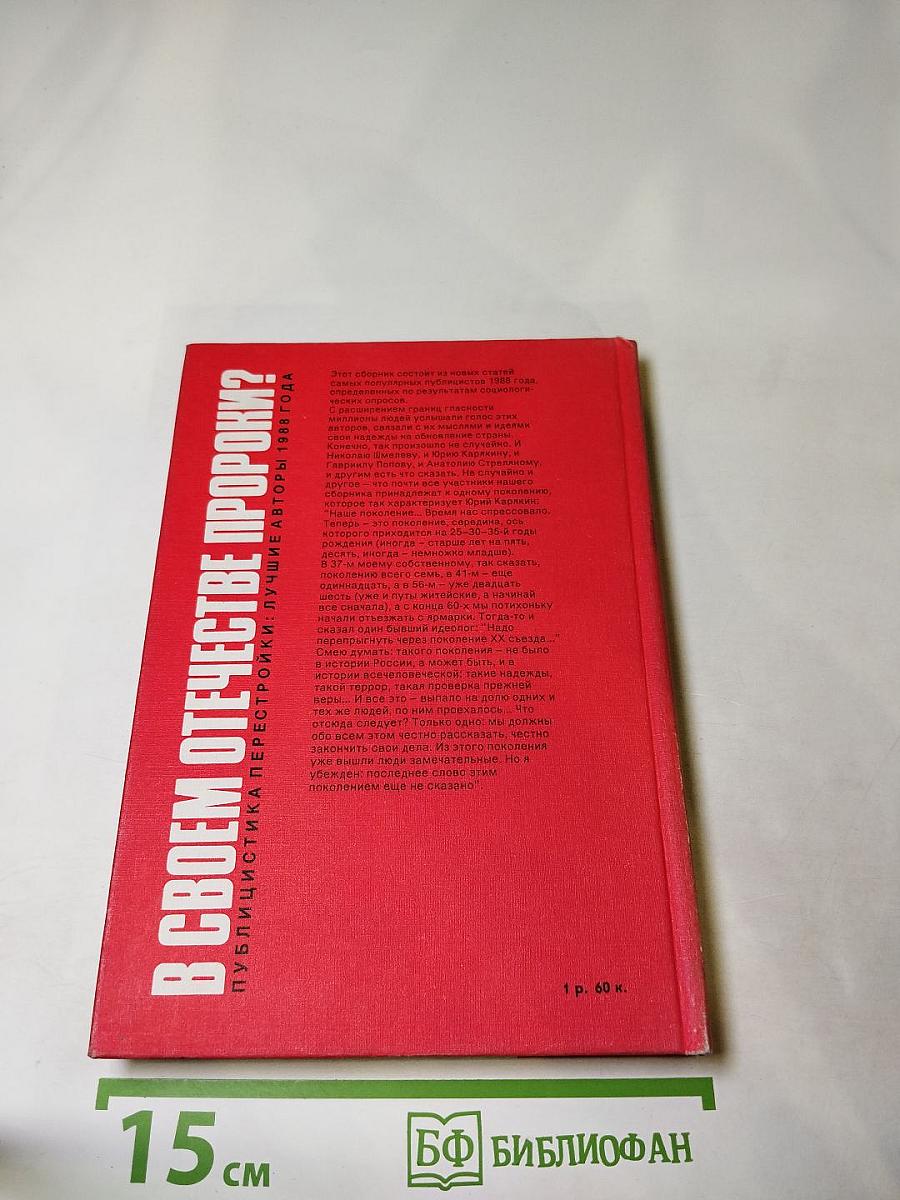 В СВОЕМ ОТЕЧЕСТВЕ ПРОРОКИ?
ПУБЛИЦИСТИКА ПЕРЕСТРОЙКИ: ЛУЧШИЕ АВТОРЫ 1988 ГОДА
Этот сборник состоит из новых статей
самых популярных публицистов 1988 года,
определенных по результатам социологи-
ческих опросов.
С расширением границ гласности
миллионы людей услышали голос этих
авторов, связали с их мыслями и идеями
свои надежды на обновление страны.
Конечно, так произошло не случайно. И
Николаю Шмелеву, и Юрию Карякину, и
Гавриилу Попову, и Анатолию Стреляному,
и другим есть что сказать. Не случайно и
другое – что почти все участники нашего
сборника принадлежат к одному поколению,
которое так характеризует Юрий Карякин:
"Наше поколение... Время нас спрессовало.
Теперь – это поколение, середина, ось
которого приходится на 25–30–35-й годы
рождения (иногда – старше лет на пять,
десять, иногда – немножко младше).
В 37-м моему собственному, так сказать,
поколению всего семь, в 41-м – еще
одиннадцать, а в 56-м – уже двадцать
шесть (уже и путы житейские, а начинай
все сначала), а с конца 60-х мы потихоньку
начали отъезжать с ярмарки. Тогда-то и
сказал один бывший идеолог: "Надо
перепрыгнуть через поколение XX съезда..."
Смею думать: такого поколения – не было
в истории России, а может быть, и в
истории всечеловеческой: такие надежды,
такой террор, такая проверка прежней
веры... И все это – выпало на долю одних и
тех же людей, по ним проехалось... Что
отсюда следует? Только одно: мы должны
обо всем этом честно рассказать, честно
закончить свои дела. Из этого поколения
уже вышли люди замечательные. Но я
убежден: последнее слово этим
поколением еще не сказано".
1 р. 60 к.
15 см
БФ БИБЛИОФАН